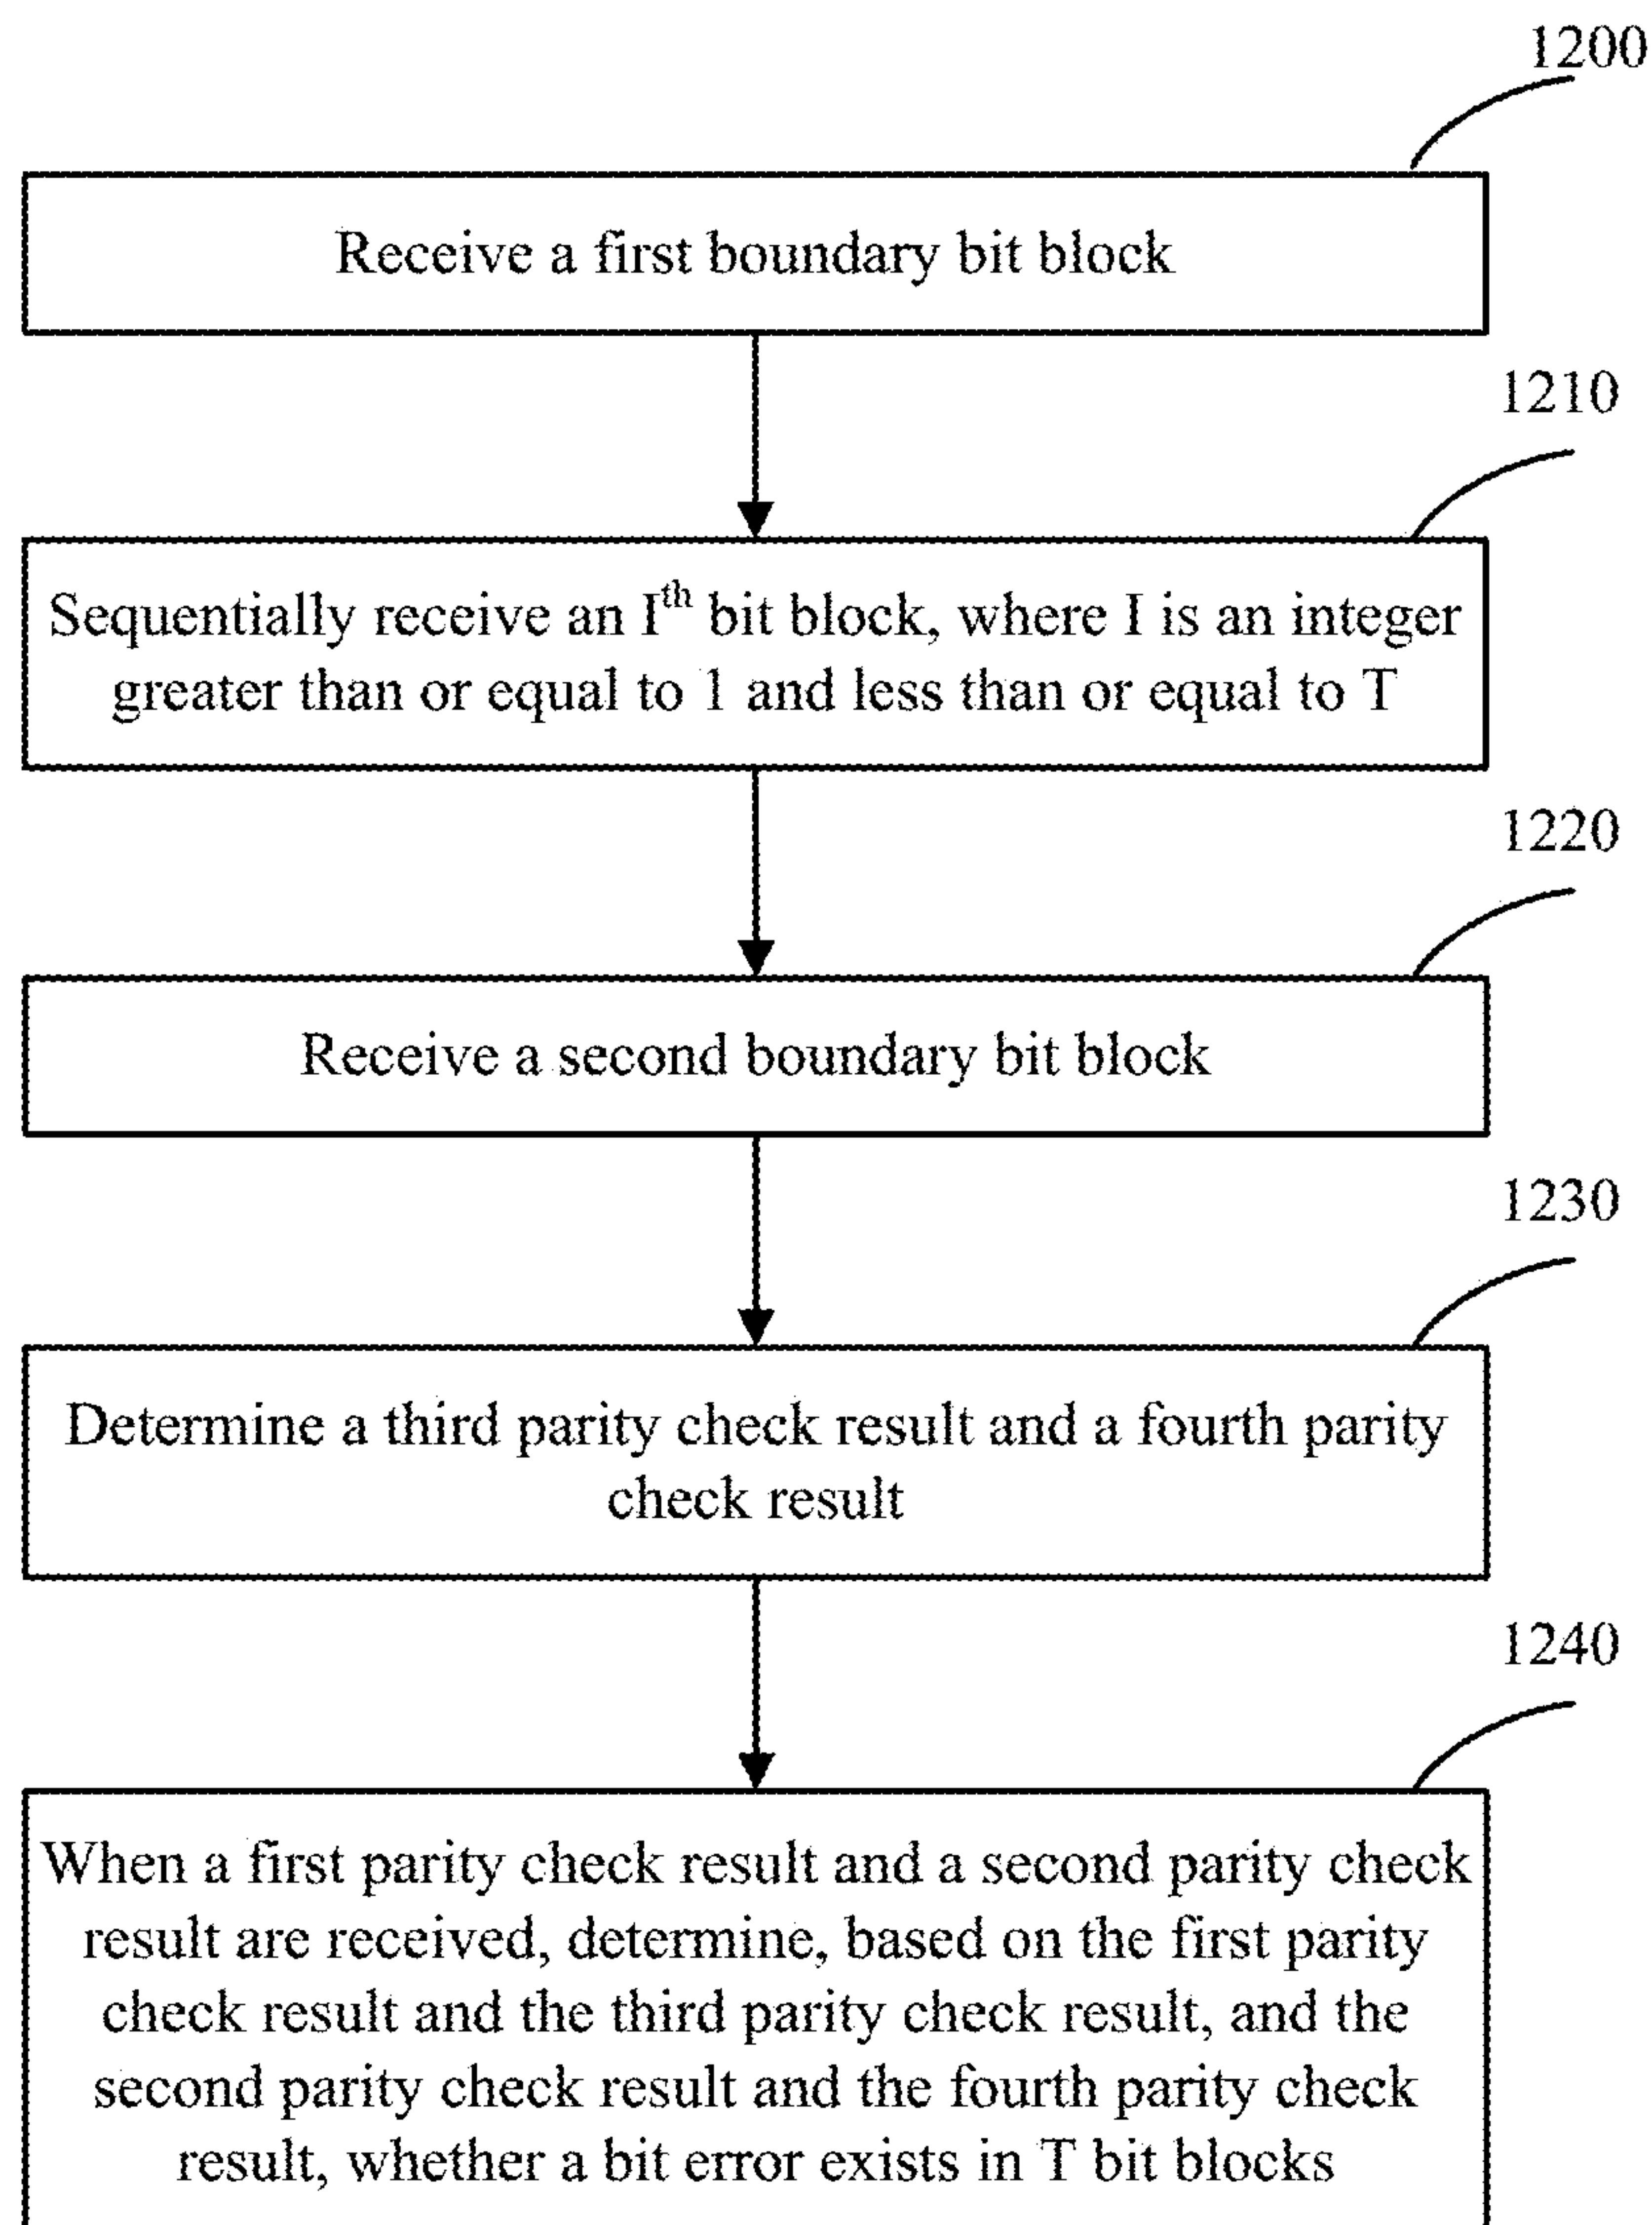 1200
Receive a first boundary bit block
1210
Sequentially receive an Ith bit block, where I is an integer
greater than or equal to 1 and less than or equal to T
1220
Receive a second boundary bit block
1230
Determine a third parity check result and a fourth parity
check result
1240
When a first parity check result and a second parity check
result are received, determine, based on the first parity
check result and the third parity check result, and the
second parity check result and the fourth parity check
result, whether a bit error exists in T bit blocks